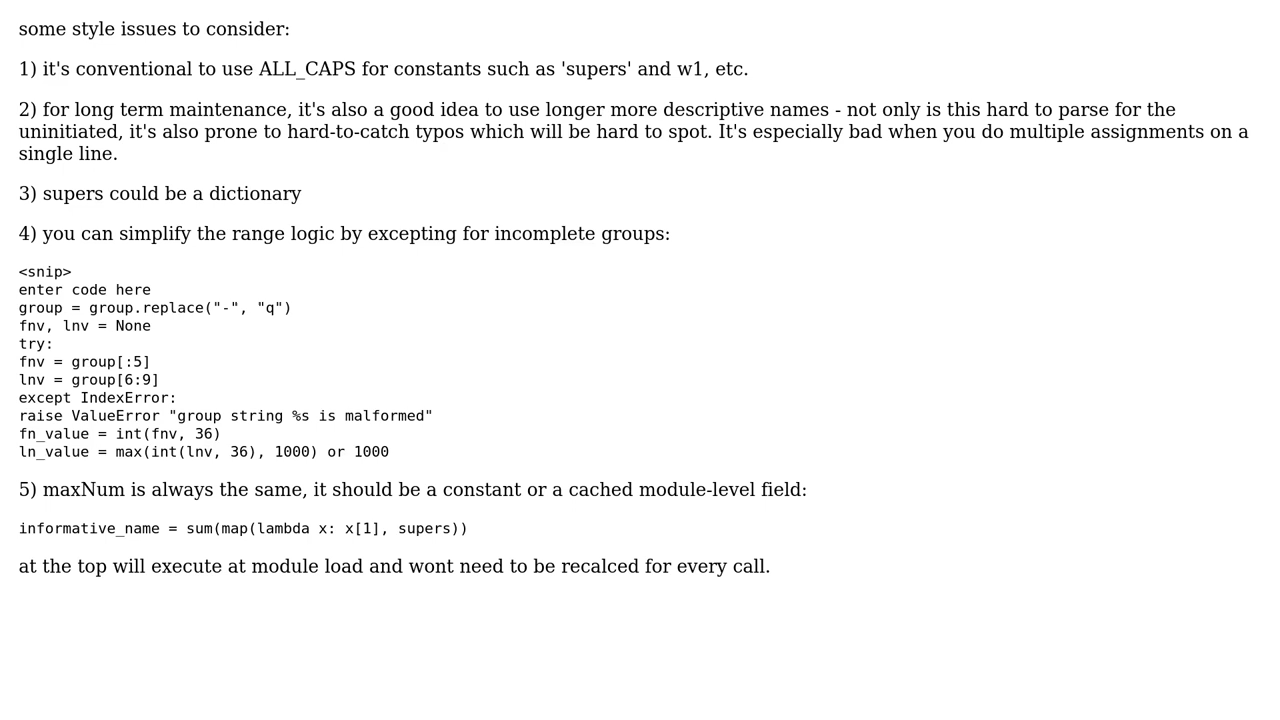 some style issues to consider:
1) it's conventional to use ALL_CAPS for constants such as 'supers' and w1, etc.
2) for long term maintenance, it's also a good idea to use longer more descriptive names - not only is this hard to parse for the
uninitiated, it's also prone to hard-to-catch typos which will be hard to spot. It's especially bad when you do multiple assignments on a
single line.
3) supers could be a dictionary
4) you can simplify the range logic by excepting for incomplete groups:
<snip>
enter code here
group = group.replace("-", "q")
fnv, lnv = None
try:
fnv = group[:5]
lnv = group[6:9]
except IndexError:
raise ValueError "group string %s is malformed"
fn_value = int(fnv, 36)
ln_value = max(int(lnv, 36), 1000) or 1000
5) maxNum is always the same, it should be a constant or a cached module-level field:
informative_name = sum(map(lambda x: x[1], supers))
at the top will execute at module load and wont need to be recalced for every call.